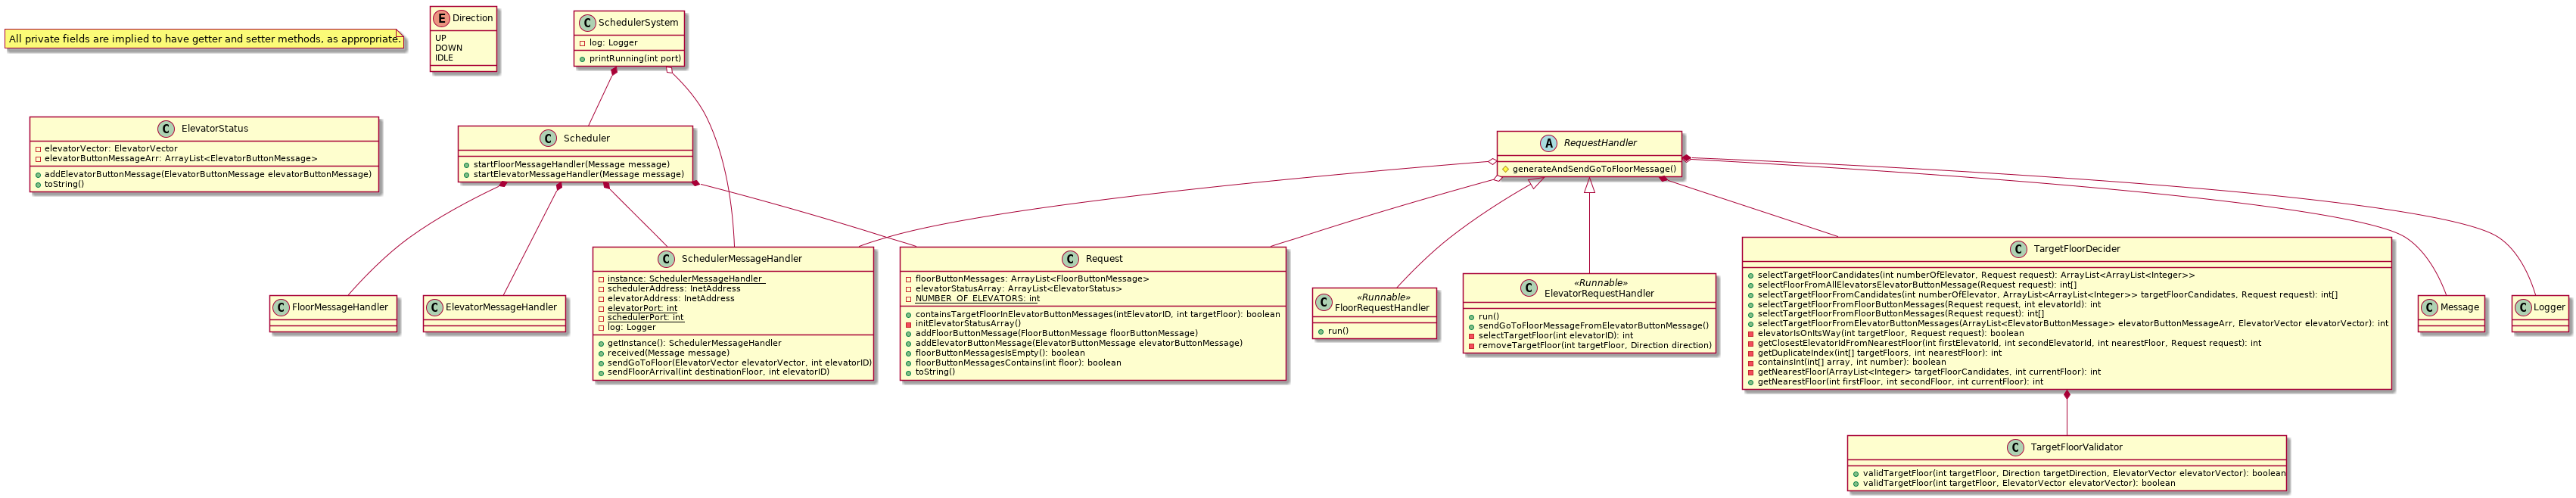 All private fields are implied to have getter and setter methods, as appropriate.
E Direction
UP
DOWN
IDLE
C SchedulerSystem
log: Logger
printRunning(int port)
C ElevatorStatus
elevatorVector: ElevatorVector
elevatorButtonMessageArr: ArrayList<ElevatorButtonMessage>
addElevatorButtonMessage(ElevatorButtonMessage elevatorButtonMessage)
toString()
C Scheduler
startFloorMessageHandler(Message message)
startElevatorMessageHandler(Message message)
A RequestHandler
generateAndSendGoToFloorMessage()
C FloorMessageHandler
C ElevatorMessageHandler
C SchedulerMessageHandler
instance: SchedulerMessageHandler
schedulerAddress: InetAddress
elevatorAddress: InetAddress
elevatorPort: int
schedulerPort: int
log: Logger
getInstance(): SchedulerMessageHandler
received(Message message)
sendGoToFloor(ElevatorVector elevatorVector, int elevatorID)
sendFloorArrival(int destinationFloor, int elevatorID)
C Request
floorButtonMessages: ArrayList<FloorButtonMessage>
elevatorStatusArray: ArrayList<ElevatorStatus>
NUMBER_OF_ELEVATORS: int
containsTargetFloorInElevatorButtonMessages(intElevatorID, int targetFloor): boolean
initElevatorStatusArray()
addFloorButtonMessage(FloorButtonMessage floorButtonMessage)
addElevatorButtonMessage(ElevatorButtonMessage elevatorButtonMessage)
floorButtonMessagesIsEmpty(): boolean
floorButtonMessagesContains(int floor): boolean
toString()
C «Runnable»
FloorRequestHandler
run()
C «Runnable»
ElevatorRequestHandler
run()
sendGoToFloorMessageFromElevatorButtonMessage()
selectTargetFloor(int elevatorID): int
removeTargetFloor(int targetFloor, Direction direction)
C TargetFloorDecider
selectTargetFloorCandidates(int numberOfElevator, Request request): ArrayList<ArrayList<Integer>>
selectFloorFromAllElevatorsElevatorButtonMessage(Request request): int[]
selectTargetFloorFromCandidates(int numberOfElevator, ArrayList<ArrayList<Integer>> targetFloorCandidates, Request request): int[]
selectTargetFloorFromFloorButtonMessages(Request request, int elevatorId): int
selectTargetFloorFromFloorButtonMessages(Request request): int[]
selectTargetFloorFromElevatorButtonMessages(ArrayList<ElevatorButtonMessage> elevatorButtonMessageArr, ElevatorVector elevatorVector): int
elevatorIsOnItsWay(int targetFloor, Request request): boolean
getClosestElevatorIdFromNearestFloor(int firstElevatorId, int secondElevatorId, int nearestFloor, Request request): int
getDuplicateIndex(int[] targetFloors, int nearestFloor): int
containsInt(int[] array, int number): boolean
getNearestFloor(ArrayList<Integer> targetFloorCandidates, int currentFloor): int
getNearestFloor(int firstFloor, int secondFloor, int currentFloor): int
C Message
C Logger
C TargetFloorValidator
validTargetFloor(int targetFloor, Direction targetDirection, ElevatorVector elevatorVector): boolean
validTargetFloor(int targetFloor, ElevatorVector elevatorVector): boolean